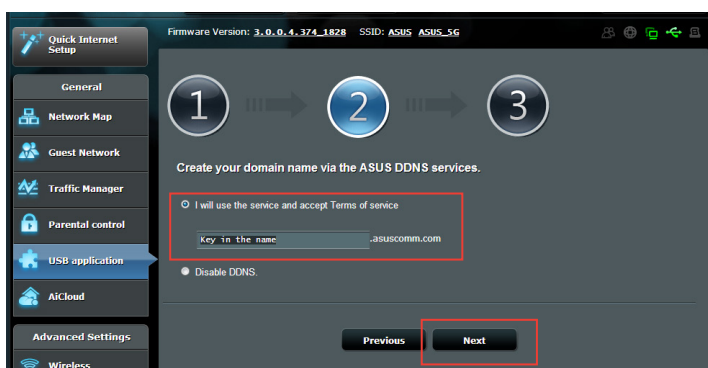 Quick Internet
Setup
Firmware Version: 3.0.0.4.374_1828 SSID: ASUS ASUS_5G
General
Network Map
Guest Network
Traffic Manager
Parental control
USB application
AiCloud
Advanced Settings
Wireless
1
2
3
Create your domain name via the ASUS DDNS services.
I will use the service and accept Terms of service
Key in the name .asuscomm.com
Disable DDNS.
Previous Next